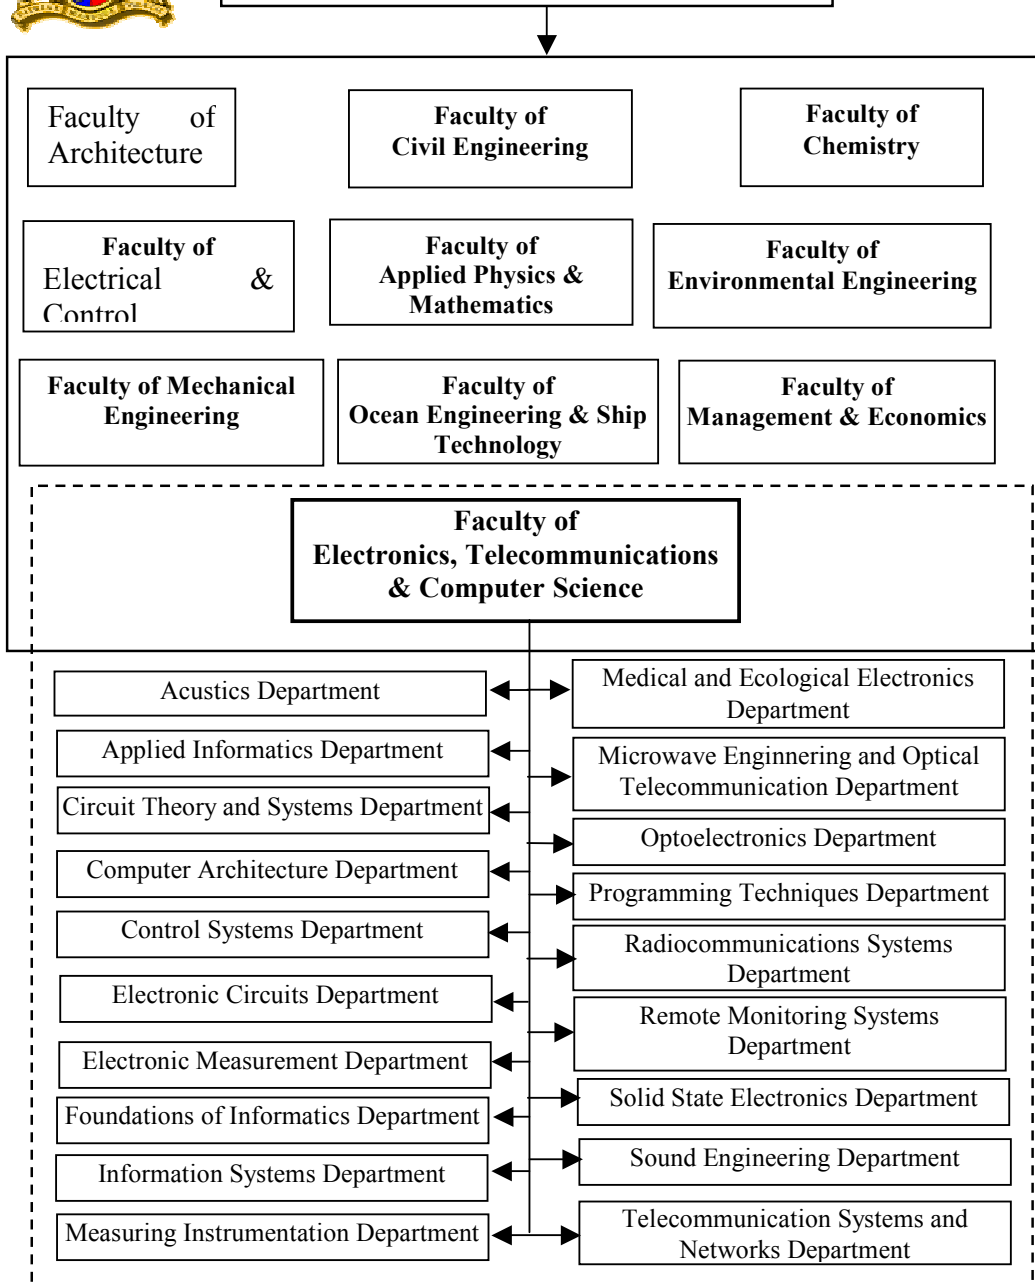 Faculty of
Architecture
Faculty of
Civil Engineering
Faculty of
Chemistry
Faculty of
Electrical &
Control
Faculty of
Applied Physics &
Mathematics
Faculty of
Environmental Engineering
Faculty of Mechanical
Engineering
Faculty of
Ocean Engineering & Ship
Technology
Faculty of
Management & Economics
Faculty of
Electronics, Telecommunications
& Computer Science
Acustics Department
Applied Informatics Department
Circuit Theory and Systems Department
Computer Architecture Department
Control Systems Department
Electronic Circuits Department
Electronic Measurement Department
Foundations of Informatics Department
Information Systems Department
Measuring Instrumentation Department
Medical and Ecological Electronics
Department
Microwave Enginnering and Optical
Telecommunication Department
Optoelectronics Department
Programming Techniques Department
Radiocommunications Systems
Department
Remote Monitoring Systems
Department
Solid State Electronics Department
Sound Engineering Department
Telecommunication Systems and
Networks Department